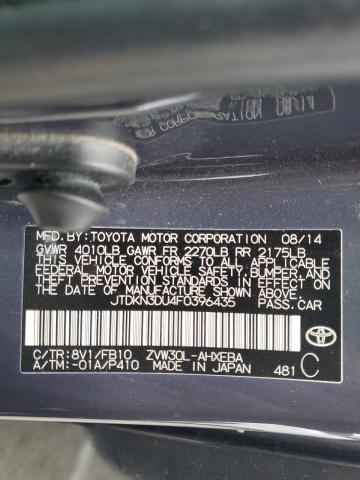 MFD. BY: TOYOTA MOTOR CORPORATION 08/14
GVWR 4010LB GAWR FR 2270LB RR 2175LB
THIS VEHICLE CONFORMS TO ALL APPLICABLE
FEDERAL MOTOR VEHICLE SAFETY, BUMPER, AND
THEFT PREVENTION STANDARDS IN EFFECT ON
THE DATE OF MANUFACTURE SHOWN ABOVE.
JTDKN3DU4F0396435 PASS.CAR
C/TR:8V1/FB10 ZVW30L-AHXEBA
A/TM:-01A/P410 MADE IN JAPAN 481 C
TOYOTA